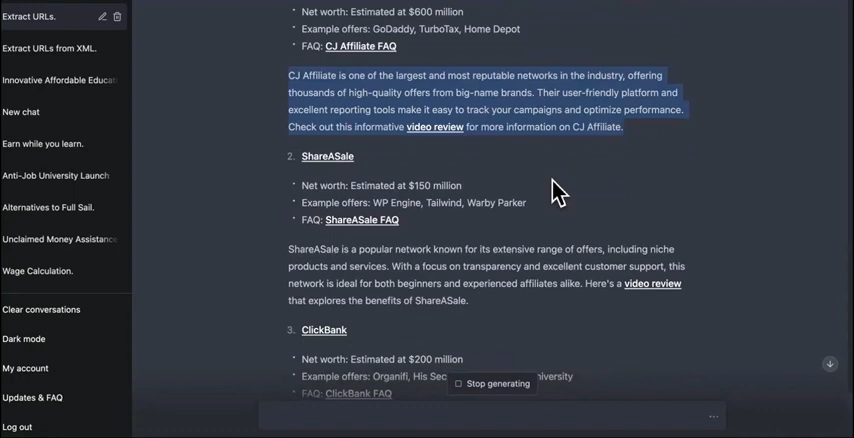 Extract URLs.
Extract URLs from XML.
Innovative Affordable Educat
New chat
Earn while you learn.
Anti-Job University Launch
Alternatives to Full Sail.
Unclaimed Money Assistance
Wage Calculation.
Clear conversations
Dark mode
My account
Updates & FAQ
Log out
• Net worth: Estimated at $600 million
• Example offers: GoDaddy, TurboTax, Home Depot
• FAQ: CJ Affiliate FAQ
CJ Affiliate is one of the largest and most reputable networks in the industry, offering
thousands of high-quality offers from big-name brands. Their user-friendly platform and
excellent reporting tools make it easy to track your campaigns and optimize performance.
Check out this informative video review for more information on CJ Affiliate.
2. ShareASale
• Net worth: Estimated at $150 million
• Example offers: WP Engine, Tailwind, Warby Parker
• FAQ: ShareASale FAQ
ShareASale is a popular network known for its extensive range of offers, including niche
products and services. With a focus on transparency and excellent customer support, this
network is ideal for both beginners and experienced affiliates alike. Here's a video review
that explores the benefits of ShareASale.
3. ClickBank
• Net worth: Estimated at $200 million
• Example offers: Organifi, His Sec iversity
Stop generating
• FAQ: ClickBank FAQ